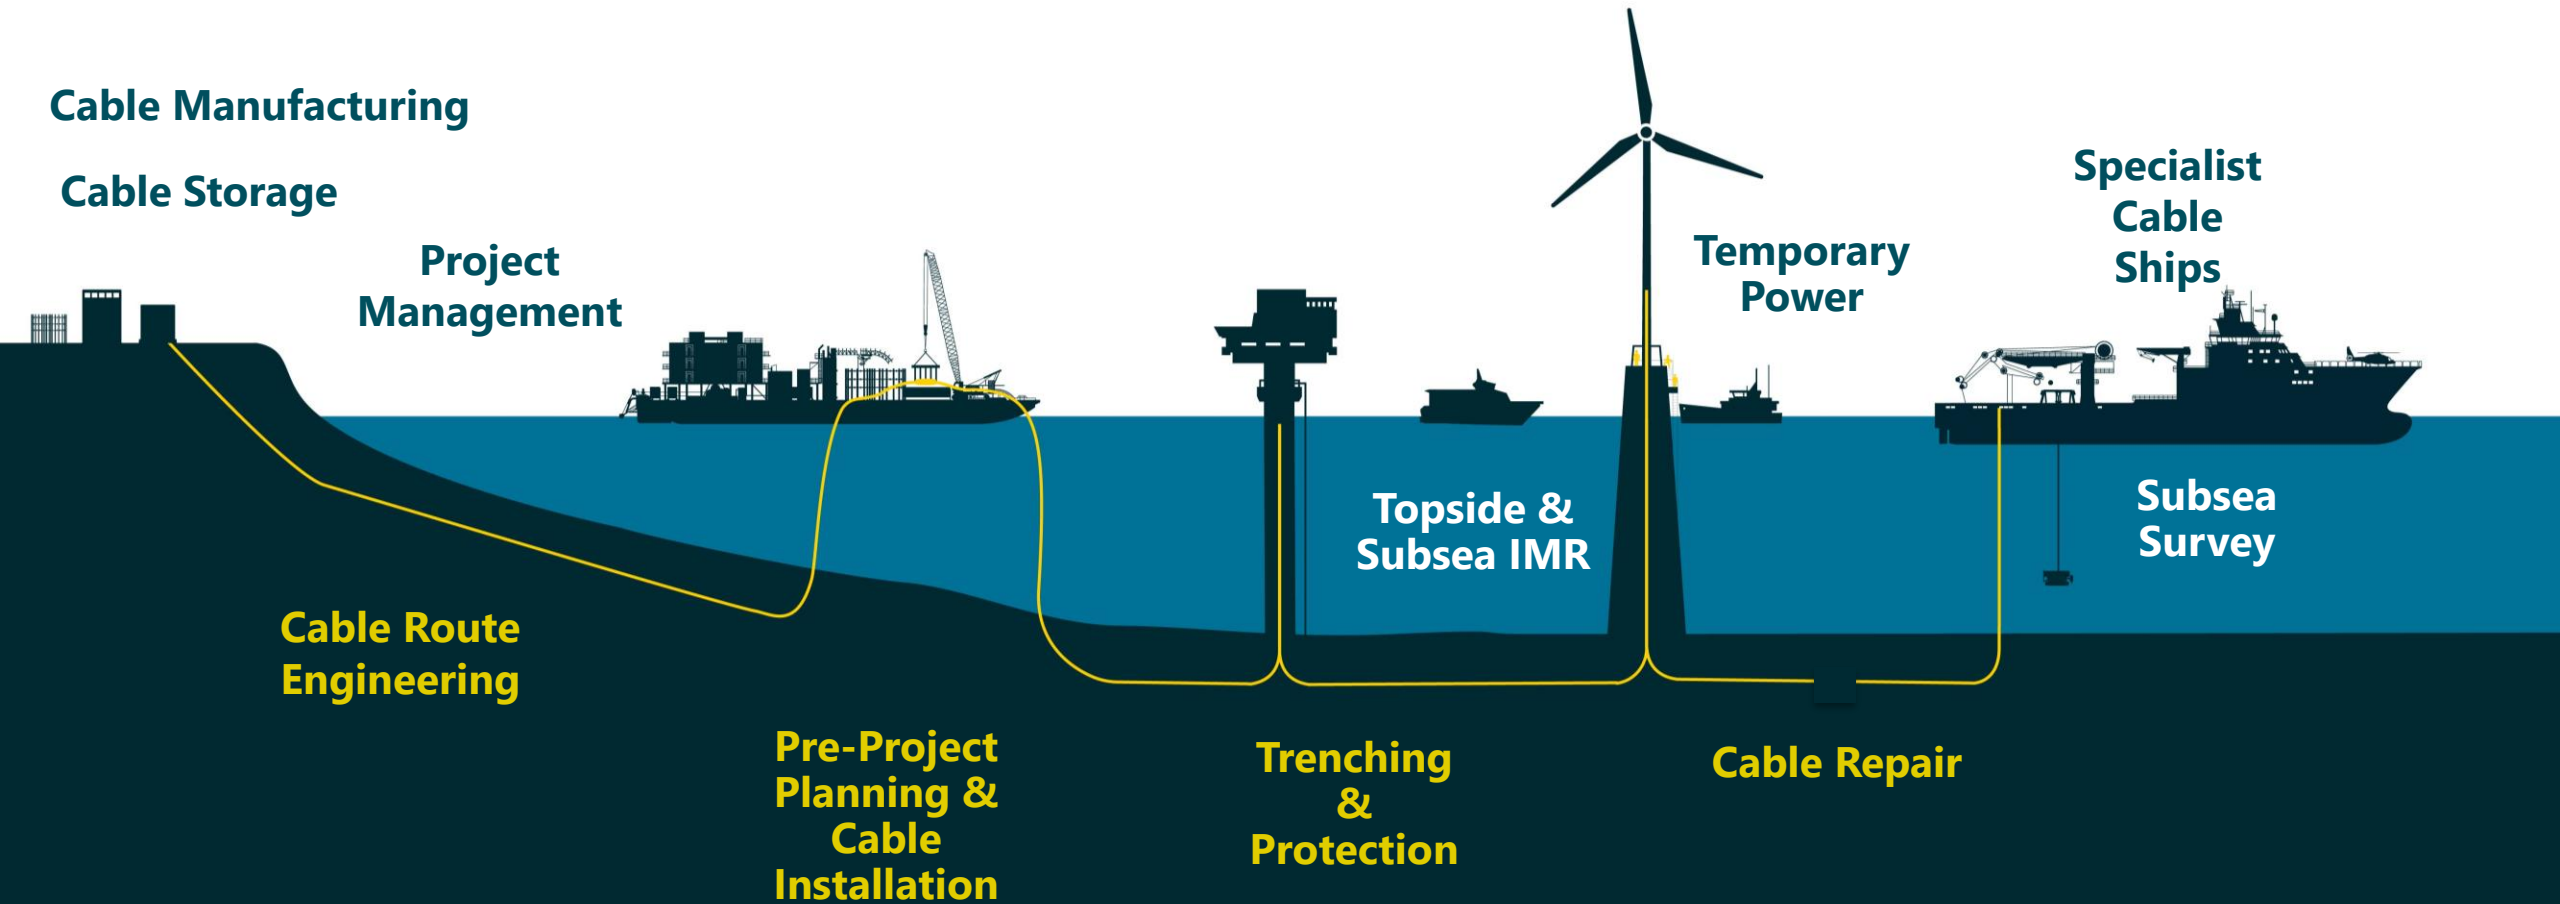 Cable Manufacturing
Cable Storage
Project
Management
Temporary
Power
Specialist
Cable
Ships
Topside &
Subsea IMR
Subsea
Survey
Cable Route
Engineering
Pre-Project
Planning &
Cable
Installation
Trenching
&
Protection
Cable Repair